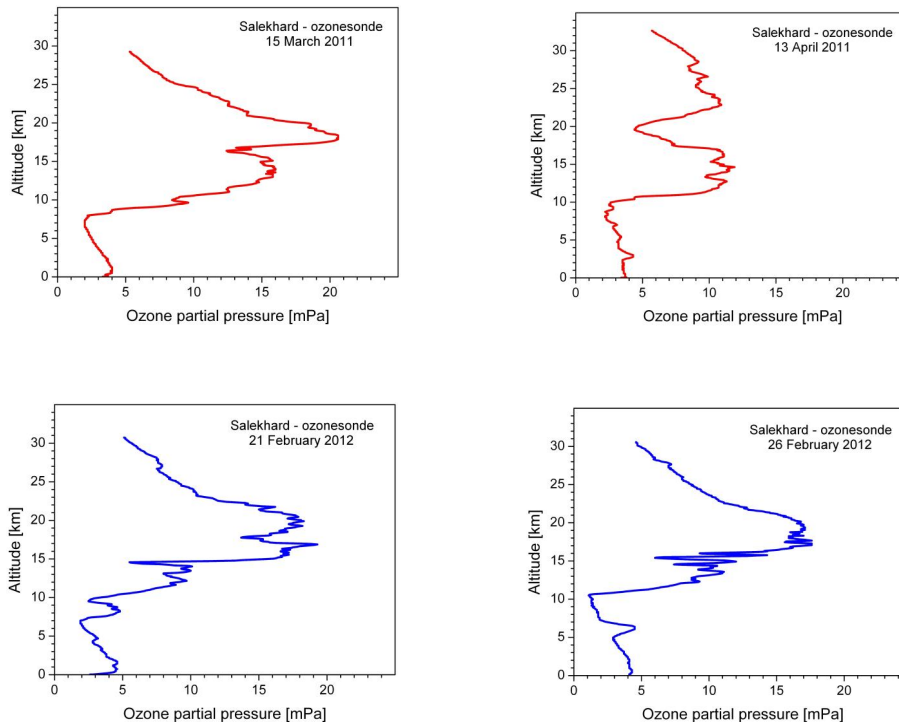 Salekhard - ozonesonde
15 March 2011
Altitude [km]
30
25
20
15
10
5
0
0 5 10 15 20
Ozone partial pressure [mPa]
Salekhard - ozonesonde
13 April 2011
Altitude [km]
30
25
20
15
10
5
0
0 5 10 15 20
Ozone partial pressure [mPa]
Salekhard - ozonesonde
21 February 2012
Altitude [km]
30
25
20
15
10
5
0
0 5 10 15 20
Ozone partial pressure [mPa]
Salekhard - ozonesonde
26 February 2012
Altitude [km]
30
25
20
15
10
5
0
0 5 10 15 20
Ozone partial pressure [mPa]